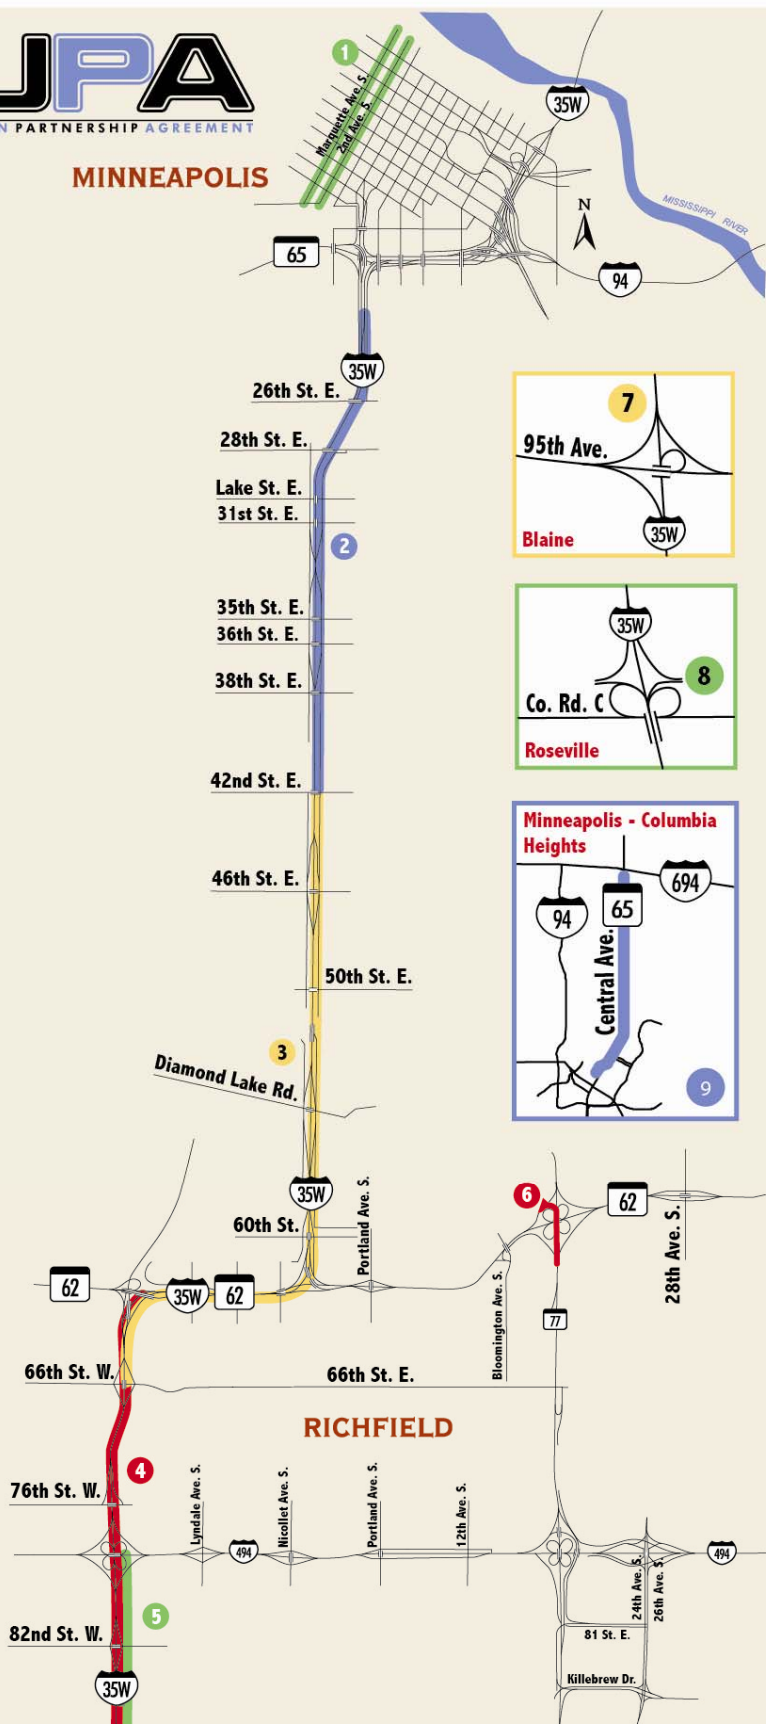 UPA
N PARTNERSHIP AGREEMENT
MINNEAPOLIS
1
Marquette Ave. S.
2nd Ave. S.
35W
MISSISSIPPI RIVER
N
65
94
35W
26th St. E.
28th St. E.
Lake St. E.
31st St. E.
2
35th St. E.
36th St. E.
38th St. E.
42nd St. E.
46th St. E.
50th St. E.
3
Diamond Lake Rd.
35W
60th St.
Portland Ave. S.
62
35W
62
6
62
28th Ave. S.
Bloomington Ave. S.
77
66th St. W.
66th St. E.
RICHFIELD
4
76th St. W.
Lyndale Ave. S.
494
Nicollet Ave. S.
Portland Ave. S.
12th Ave. S.
494
24th Ave. S.
26th Ave. S.
5
82nd St. W.
81 St. E.
Killebrew Dr.
35W
7
95th Ave.
35W
Blaine
35W
8
Co. Rd. C
Roseville
Minneapolis - Columbia
Heights
694
65
94
Central Ave.
9